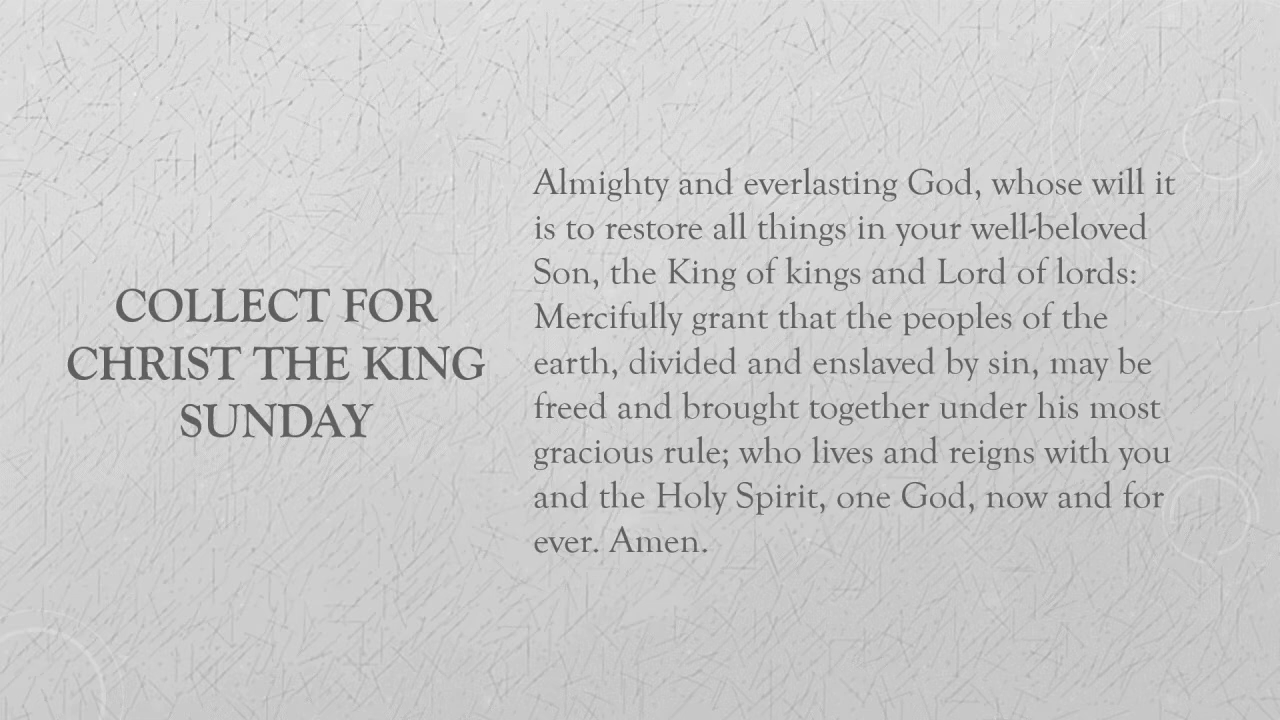 COLLECT FOR
CHRIST THE KING
SUNDAY
Almighty and everlasting God, whose will it
is to restore all things in your well-beloved
Son, the King of kings and Lord of lords:
Mercifully grant that the peoples of the
earth, divided and enslaved by sin, may be
freed and brought together under his most
gracious rule; who lives and reigns with you
and the Holy Spirit, one God, now and for
ever. Amen.